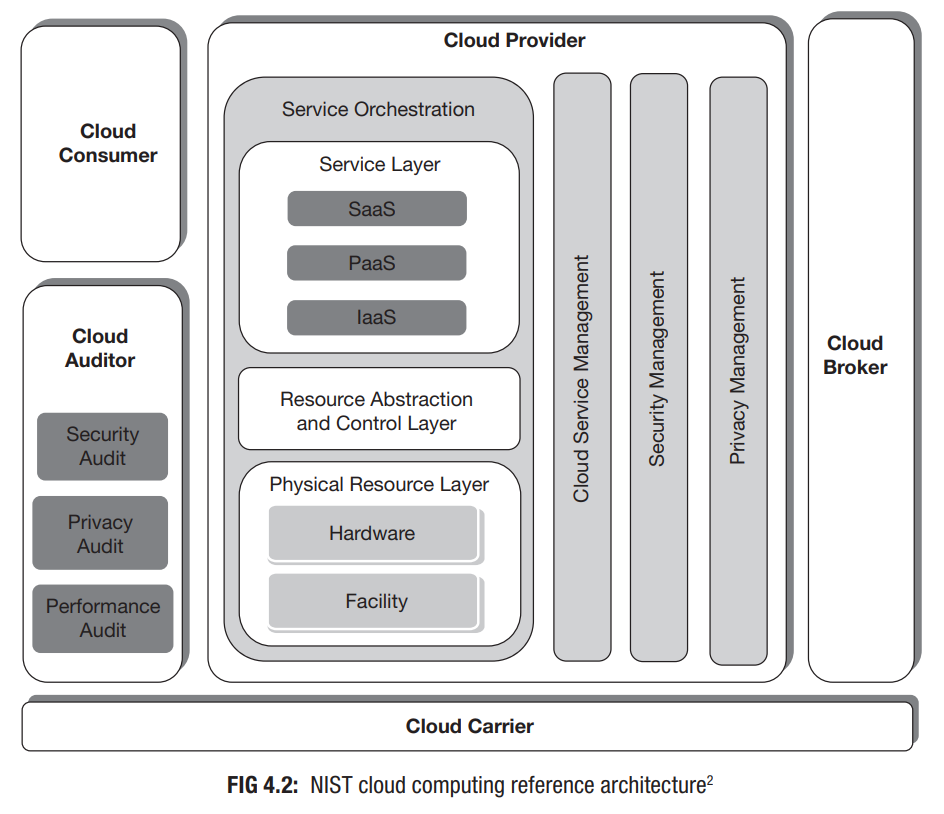 Cloud Provider
Cloud
Consumer
Service Orchestration
Service Layer
SaaS
PaaS
IaaS
Resource Abstraction
and Control Layer
Physical Resource Layer
Hardware
Facility
Cloud Service Management
Security Management
Privacy Management
Cloud
Auditor
Security
Audit
Privacy
Audit
Performance
Audit
Cloud
Broker
Cloud Carrier
FIG 4.2: NIST cloud computing reference architecture²